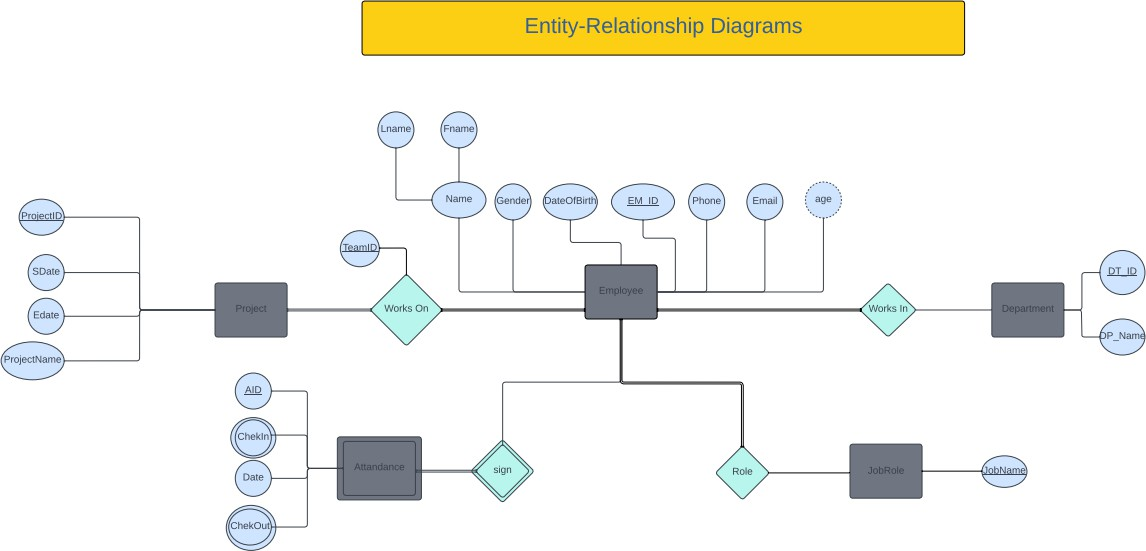 Entity-Relationship Diagrams
Lname
Fname
Name
Gender
DateOfBirth
EM_ID
Phone
Email
age
ProjectID
TeamID
SDate
Edate
ProjectName
Project
Works On
Employee
Works In
Department
DT_ID
DP_Name
AID
ChekIn
Date
ChekOut
Attandance
sign
Role
JobRole
JobName